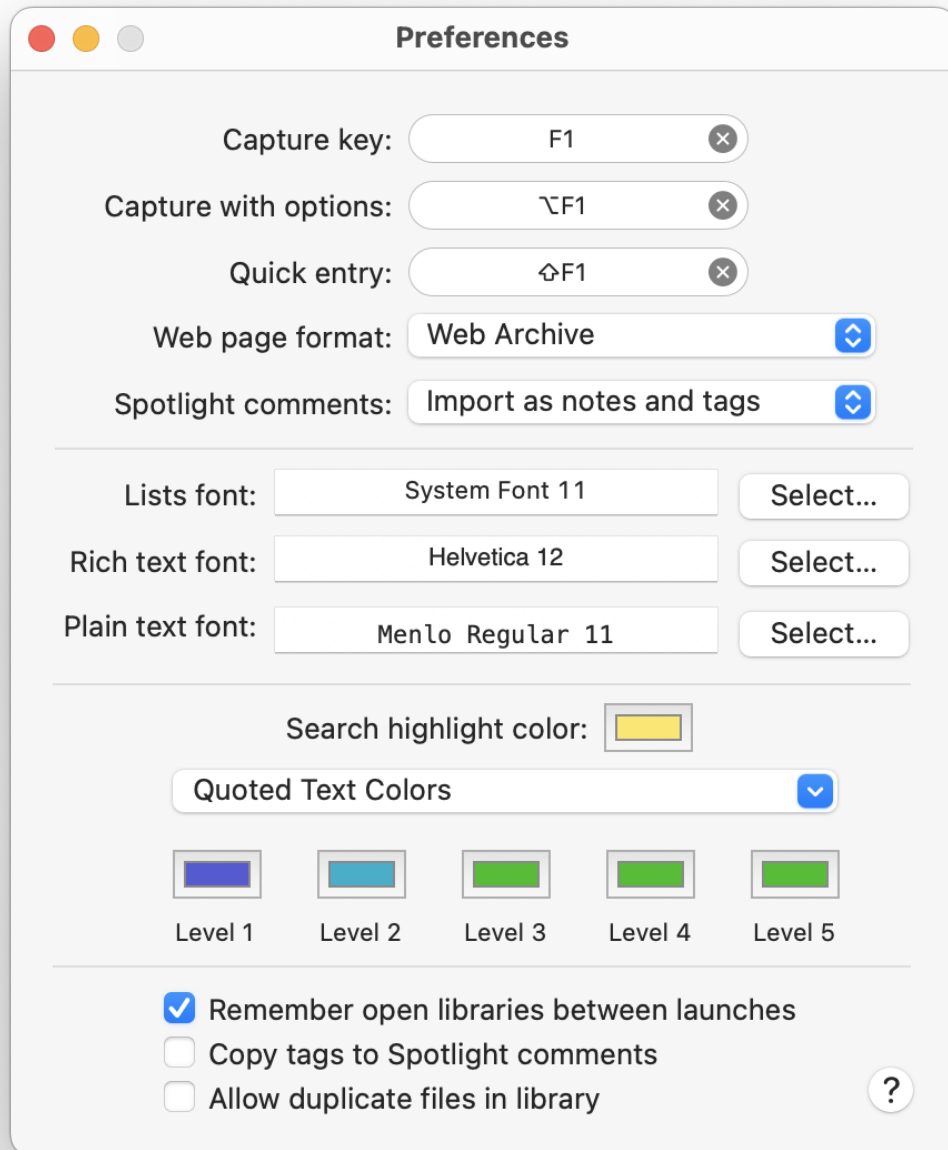 Preferences
Capture key: F1
Capture with options: ⌥F1
Quick entry: ⇧F1
Web page format: Web Archive
Spotlight comments: Import as notes and tags
Lists font: System Font 11 Select...
Rich text font: Helvetica 12 Select...
Plain text font: Menlo Regular 11 Select...
Search highlight color:
Quoted Text Colors
Level 1 Level 2 Level 3 Level 4 Level 5
Remember open libraries between launches
Copy tags to Spotlight comments
Allow duplicate files in library
?